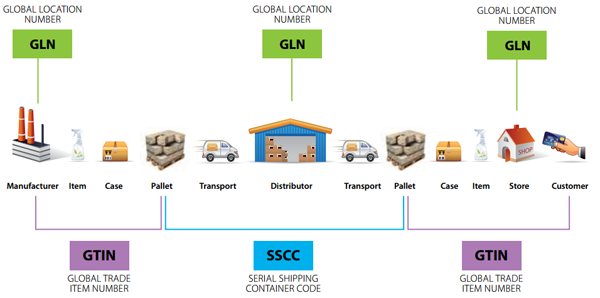 GLOBAL LOCATION
NUMBER
GLN
GLOBAL LOCATION
NUMBER
GLN
GLOBAL LOCATION
NUMBER
GLN
SHOP
Manufacturer
Item
Case
Pallet
Transport
Distributor
Transport
Pallet
Case
Item
Store
Customer
GTIN
GLOBAL TRADE
ITEM NUMBER
SSCC
SERIAL SHIPPING
CONTAINER CODE
GTIN
GLOBAL TRADE
ITEM NUMBER